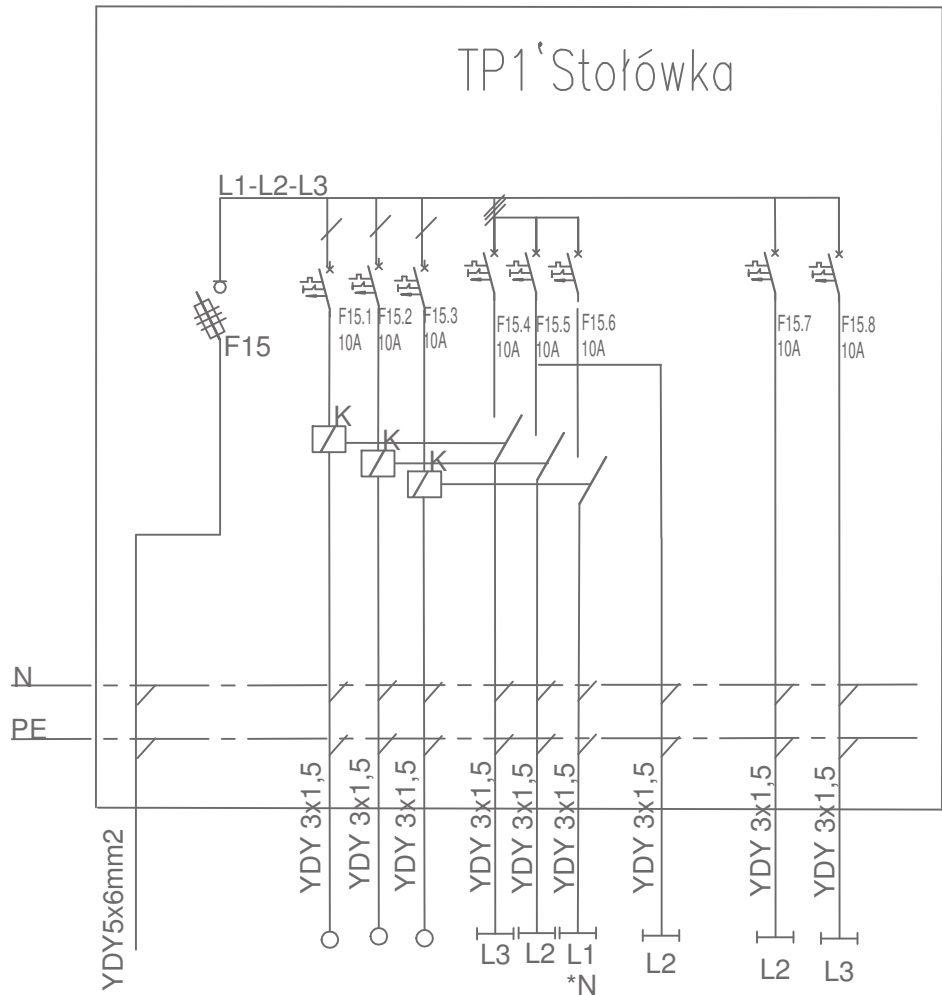 TP1'Stołówka
L1-L2-L3
F15
F15.1
10A
F15.2
10A
F15.3
10A
F15.4
10A
F15.5
10A
F15.6
10A
F15.7
10A
F15.8
10A
K
K
K
N
PE
YDY5x6mm2
YDY 3x1,5
YDY 3x1,5
YDY 3x1,5
YDY 3x1,5
YDY 3x1,5
YDY 3x1,5
YDY 3x1,5
YDY 3x1,5
YDY 3x1,5
L3
L2
L1
*N
L2
L2
L3